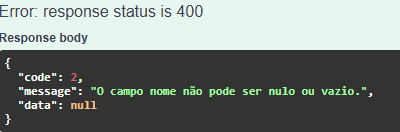 Error: response status is 400
Response body
{
  "code": 2,
  "message": "O campo nome não pode ser nulo ou vazio.",
  "data": null
}